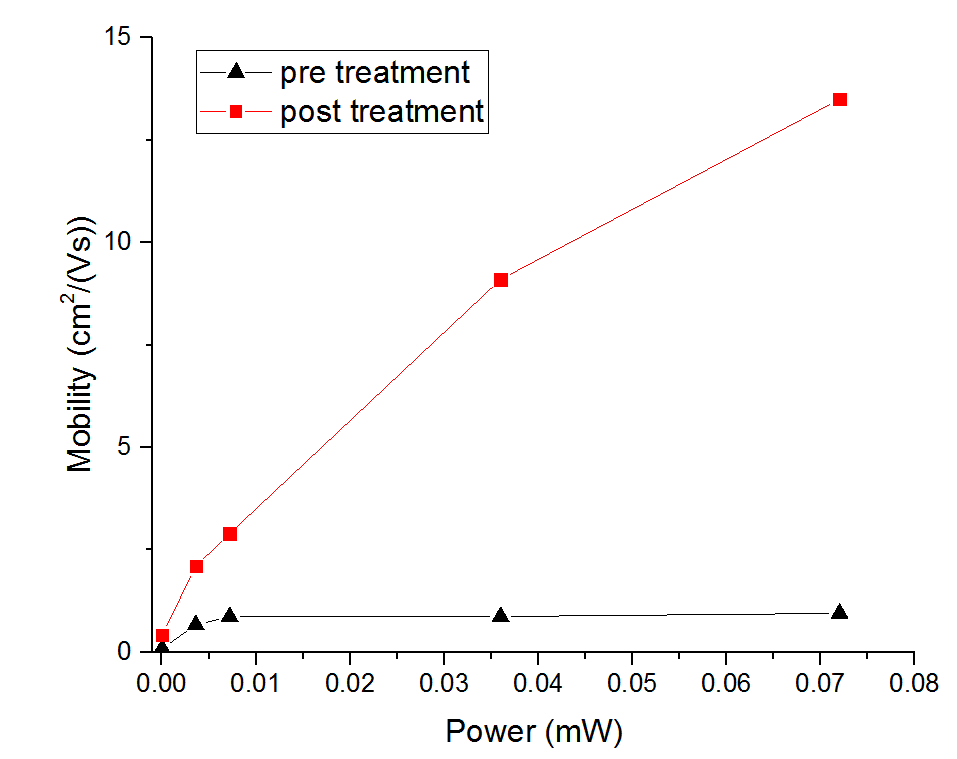 15
pre treatment
post treatment
10
Mobility (cm²/(Vs))
5
0
0.00 0.01 0.02 0.03 0.04 0.05 0.06 0.07 0.08
Power (mW)